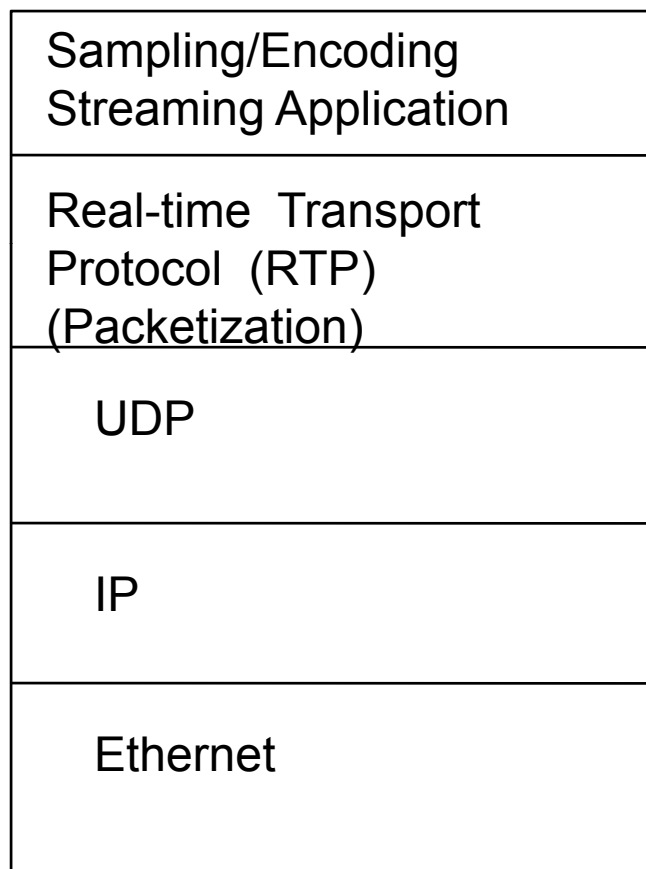 Sampling/Encoding
Streaming Application
Real-time Transport
Protocol (RTP)
(Packetization)
UDP
IP
Ethernet